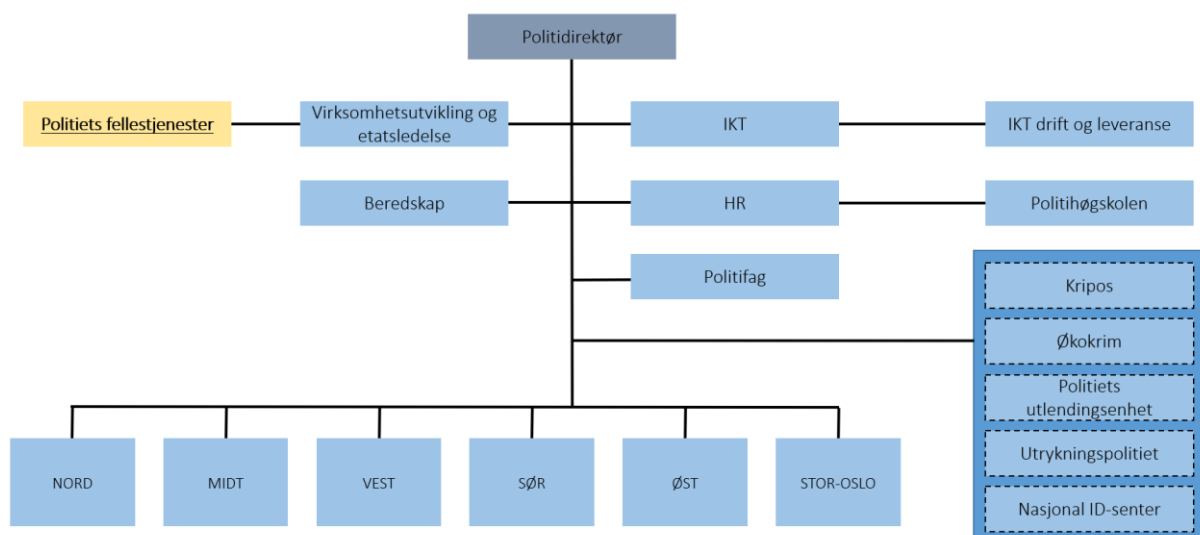 Politidirektør
Politiets fellestjenester
Virksomhetsutvikling og
etatsledelse
IKT
IKT drift og leveranse
Beredskap
HR
Politihøgskolen
Politifag
Kripos
Økokrim
Politiets
utlendingsenhet
Utrykningspolitiet
Nasjonal ID-senter
NORD
MIDT
VEST
SØR
ØST
STOR-OSLO